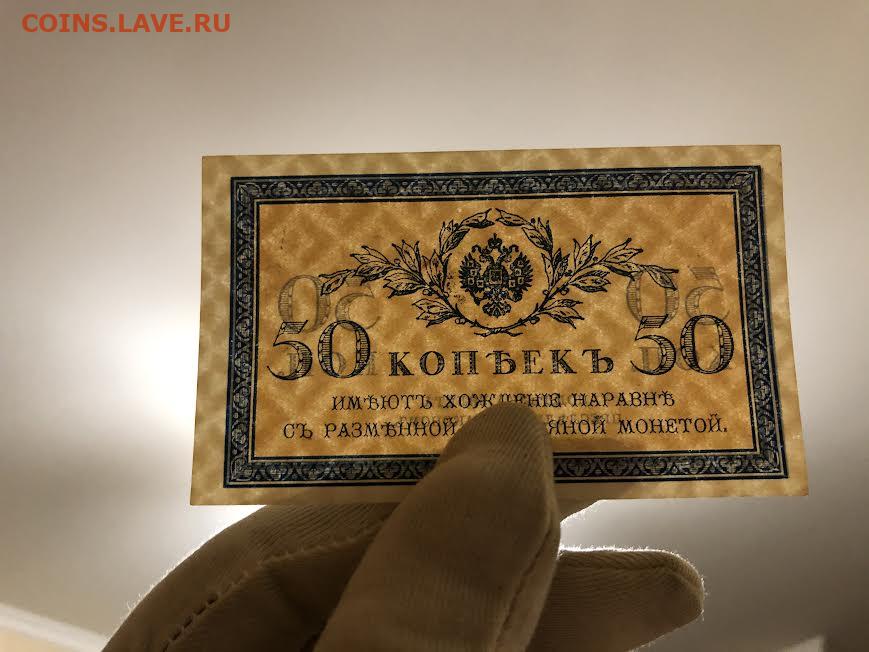 COINS.LAVE.RU
50 КОПѢЕКЪ 50
ИМѢЮТЪ ХОЖДЕНІЕ НАРАВНѢ
СЪ РАЗМѢННОЙ МОНЕТОЙ.